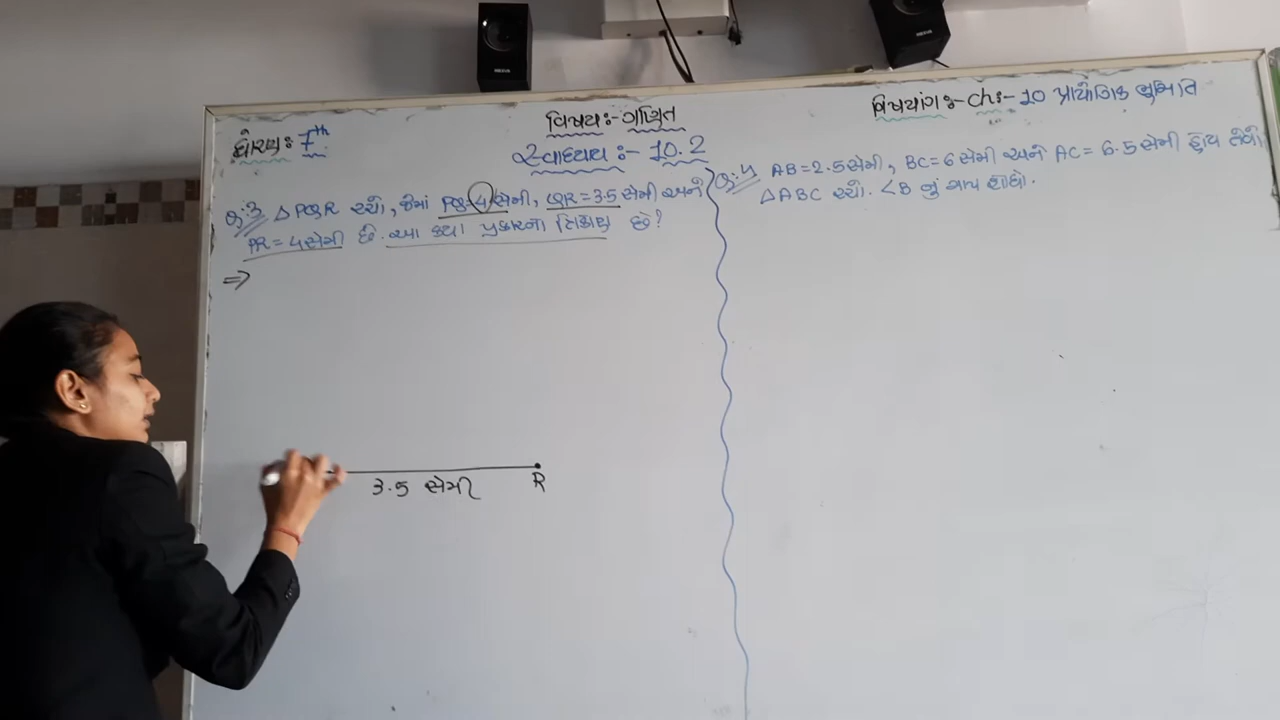 ધોરણ: 7th
વિષય:- ગણિત
વિષયાંગ:- Ch:- 10 પ્રાયોગિક ભૂમિતિ
સ્વાધ્યાય:- 10.2
પ્ર:3 △PQR રચો, જેમાં PQ=4 સેમી, QR=3.5 સેમી અને
PR=4 સેમી છે. આ કયા પ્રકારના ત્રિકોણ છે?
⇒
3.5 સેમી
R
પ્ર:4 AB=2.5 સેમી, BC=6 સેમી અને AC=6.5 સેમી હોય તેવો
△ABC રચો. ∠B નું માપ શોધો.